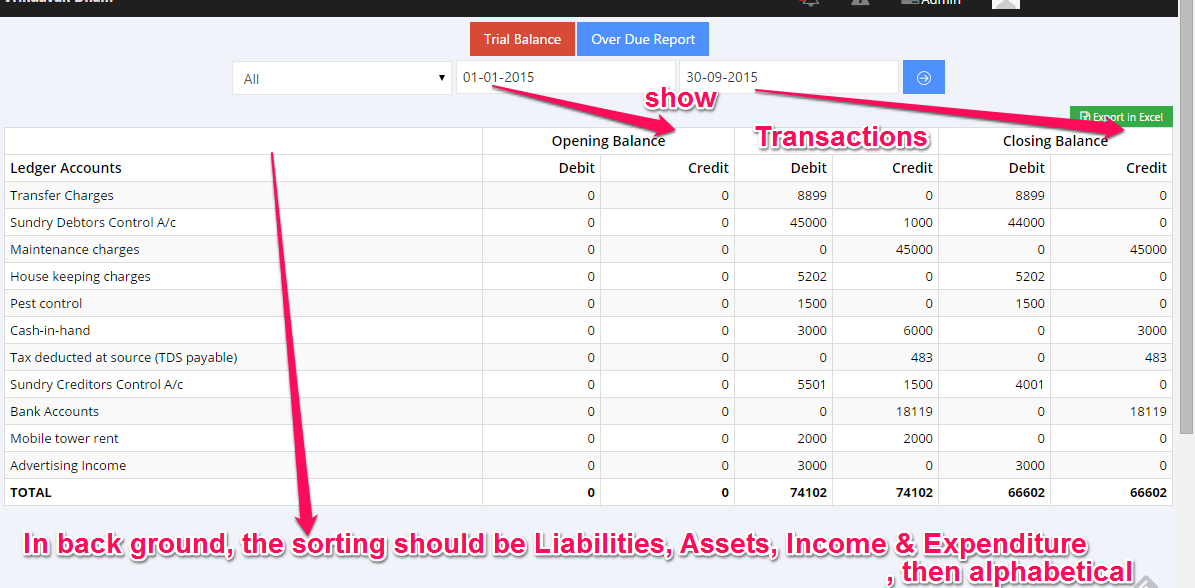 Admin
Trial Balance Over Due Report
All 01-01-2015 30-09-2015
show
Export in Excel
Opening Balance Transactions Closing Balance
Ledger Accounts Debit Credit Debit Credit Debit Credit
Transfer Charges 0 0 8899 0 8899 0
Sundry Debtors Control A/c 0 0 45000 1000 44000 0
Maintenance charges 0 0 0 45000 0 45000
House keeping charges 0 0 5202 0 5202 0
Pest control 0 0 1500 0 1500 0
Cash-in-hand 0 0 3000 6000 0 3000
Tax deducted at source (TDS payable) 0 0 0 483 0 483
Sundry Creditors Control A/c 0 0 5501 1500 4001 0
Bank Accounts 0 0 0 18119 0 18119
Mobile tower rent 0 0 2000 2000 0 0
Advertising Income 0 0 3000 0 3000 0
TOTAL 0 0 74102 74102 66602 66602
In back ground, the sorting should be Liabilities, Assets, Income & Expenditure
, then alphabetical